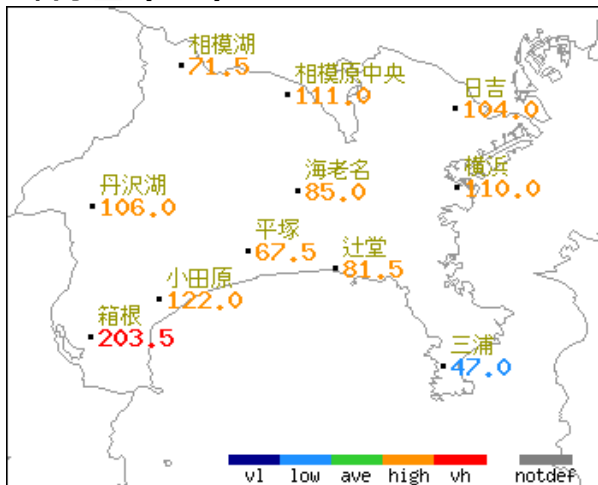 相模湖
71.5
相模原中央
111.0
日吉
104.0
海老名
85.0
横浜
110.0
丹沢湖
106.0
平塚
67.5
辻堂
81.5
小田原
122.0
箱根
203.5
三浦
47.0
vl low ave high vh notdef